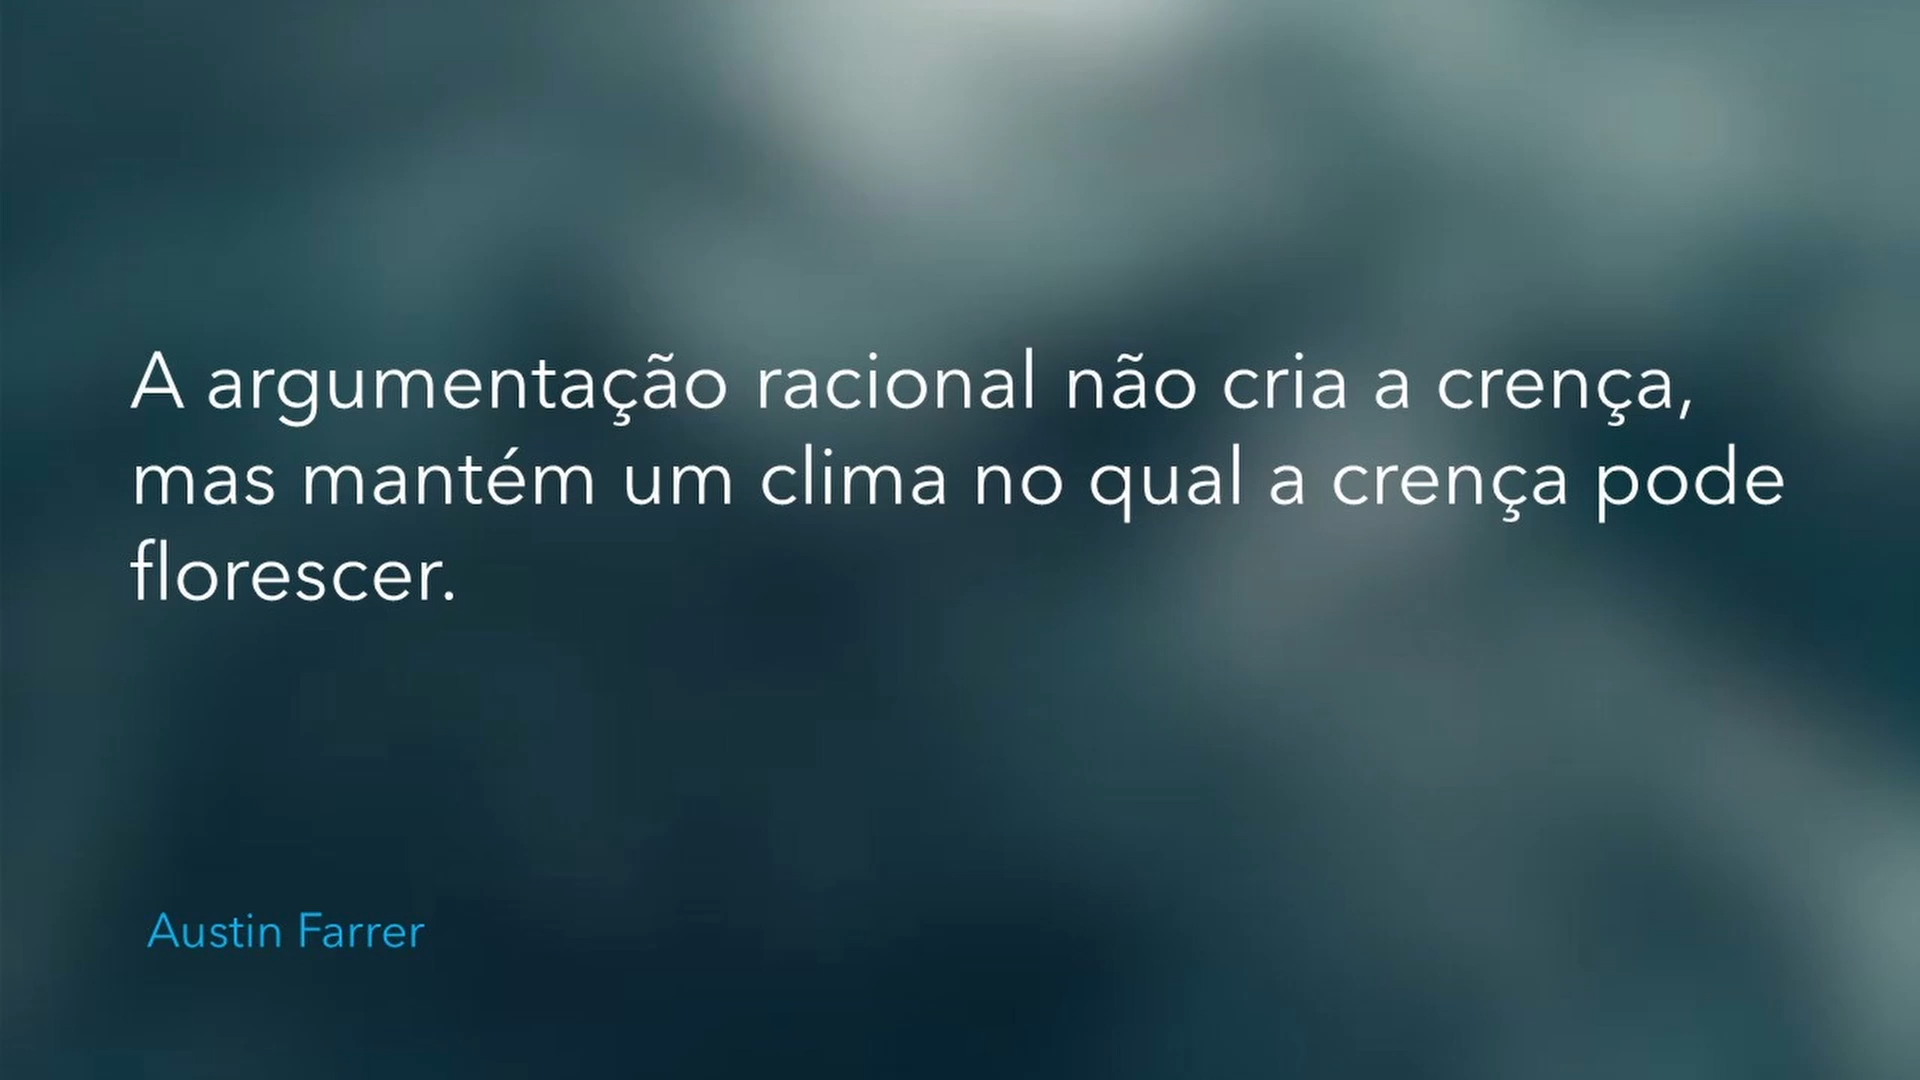 A argumentação racional não cria a crença,
mas mantém um clima no qual a crença pode
florescer.
Austin Farrer